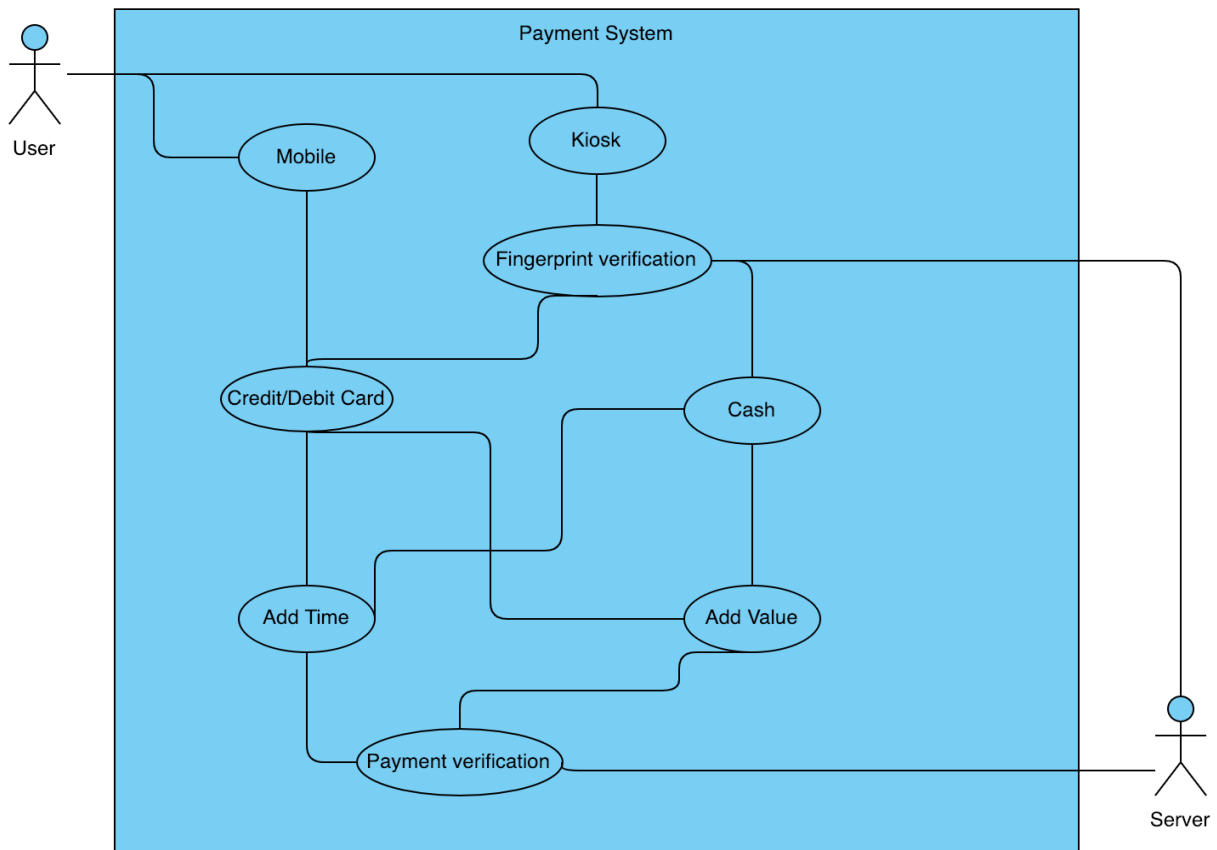 Payment System
User
Kiosk
Mobile
Fingerprint verification
Credit/Debit Card
Cash
Add Time
Add Value
Payment verification
Server